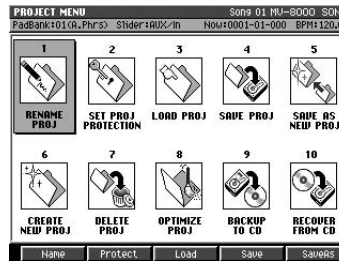 PROJECT MENU Song 01 MV-8000 SON
PadBank:01(A.Phrs) Slider:AUX/In Now:0001-01-000 BPM:120.
1 2 3 4 5
RENAME PROJ
SET PROJ PROTECTION
LOAD PROJ
SAVE PROJ
SAVE AS NEW PROJ
6 7 8 9 10
CREATE NEW PROJ
DELETE PROJ
OPTIMIZE PROJ
BACKUP TO CD
RECOVER FROM CD
Name Protect Load Save SaveAs